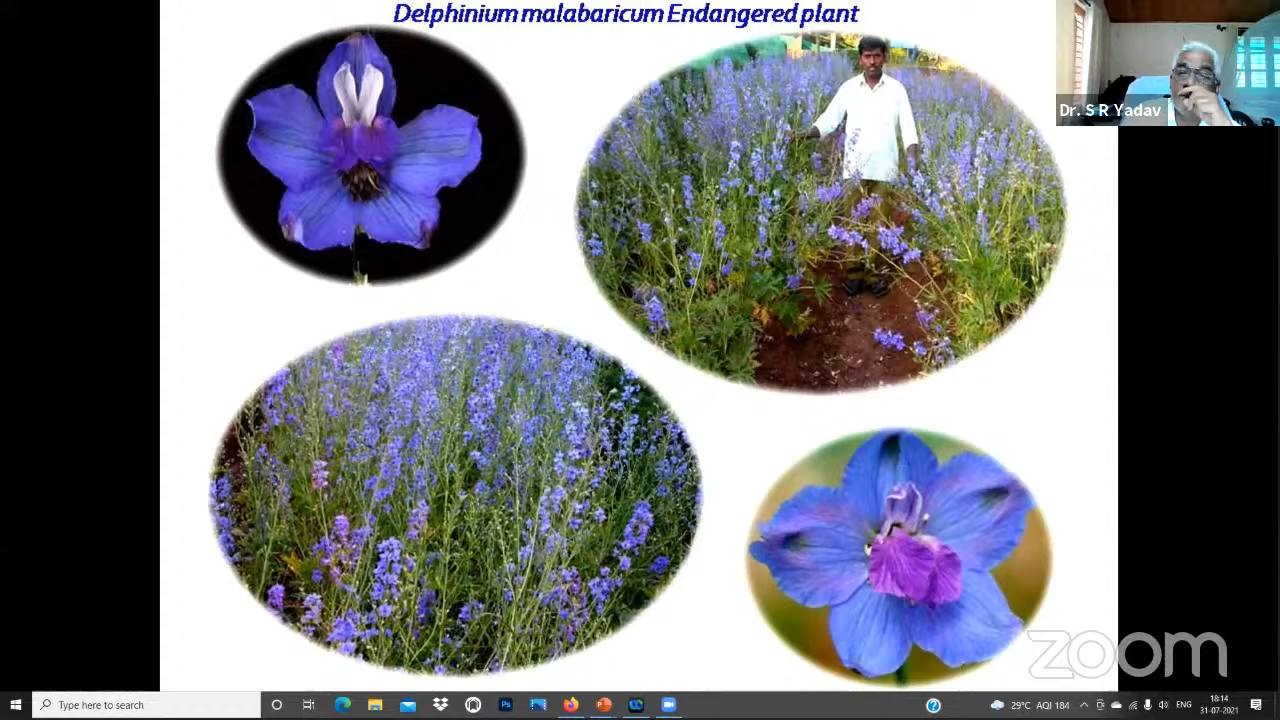 Delphinium malabaricum Endangered plant
Dr. S R Yadav
zoom
Type here to search
29°C AQI 184
ENG
18:14
31-07-2021